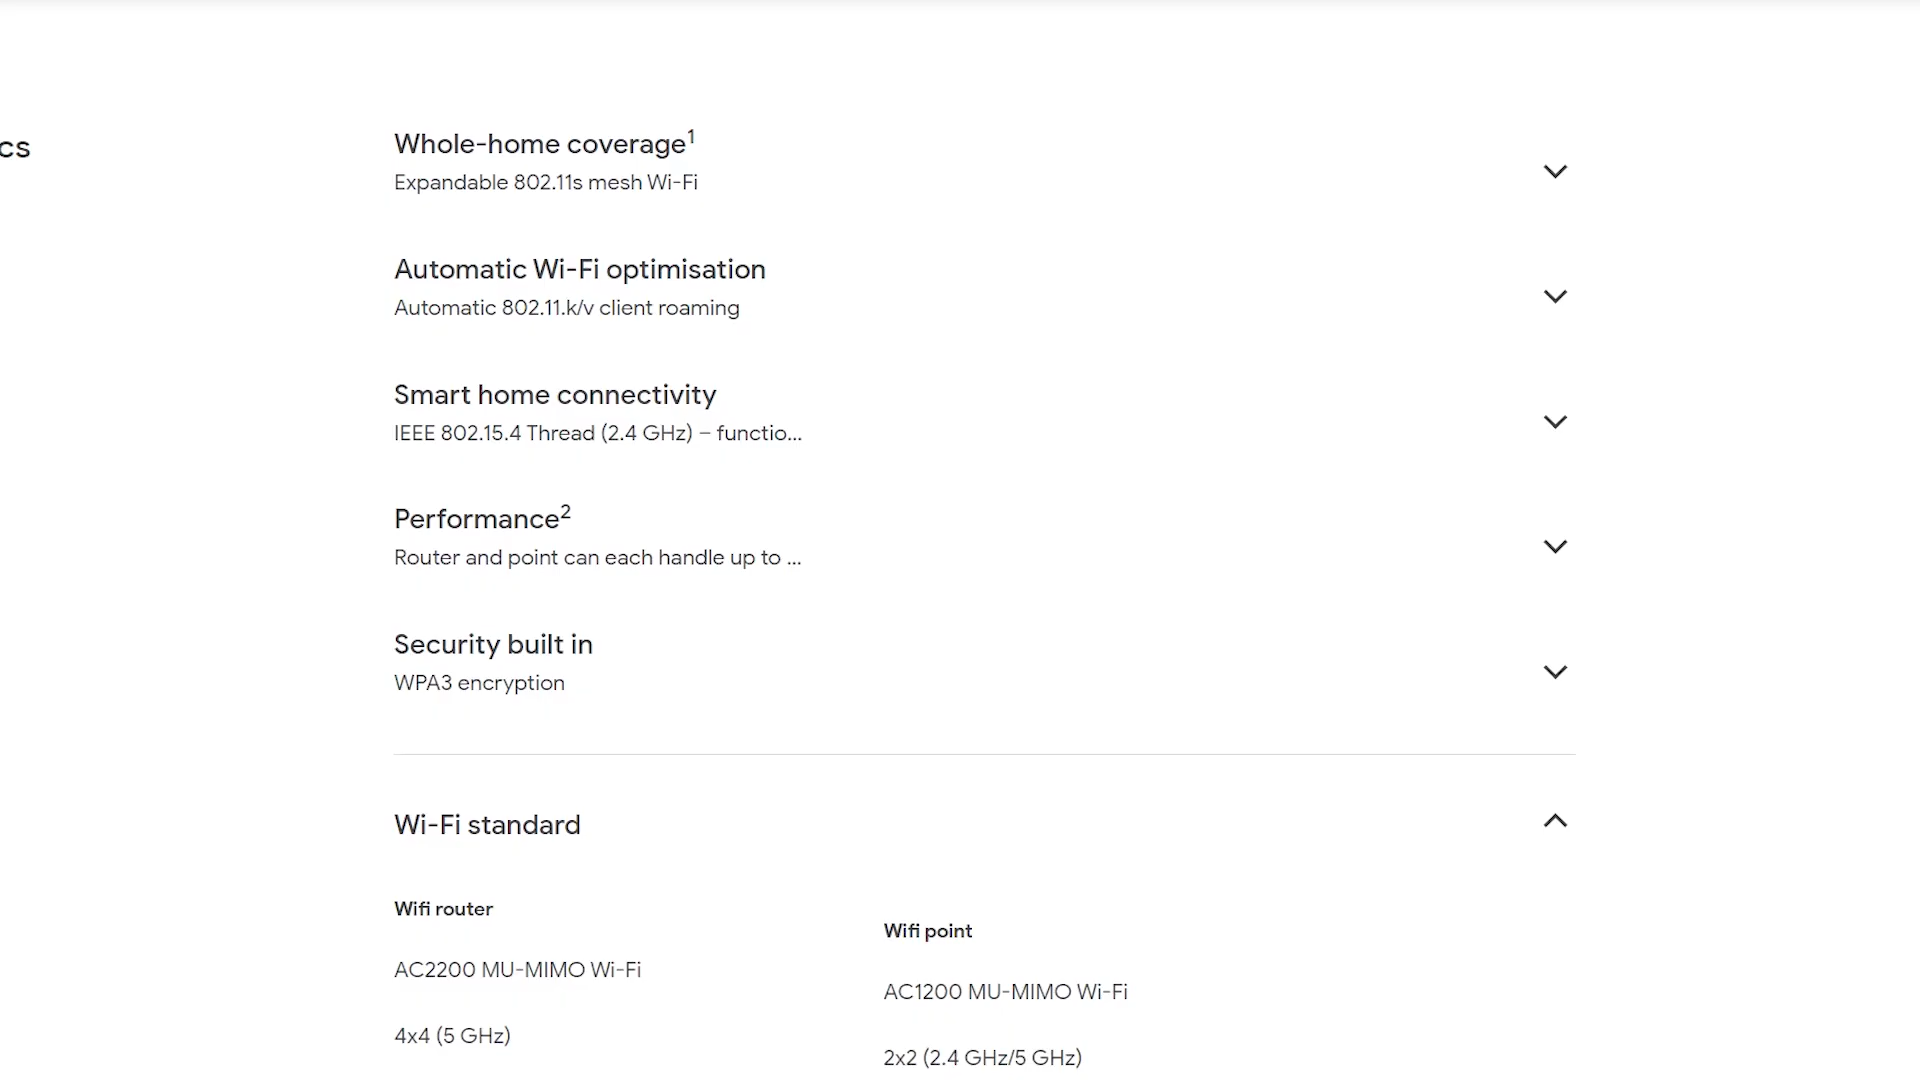 cs
Whole-home coverage¹
Expandable 802.11s mesh Wi-Fi
Automatic Wi-Fi optimisation
Automatic 802.11.k/v client roaming
Smart home connectivity
IEEE 802.15.4 Thread (2.4 GHz) – functio...
Performance²
Router and point can each handle up to ...
Security built in
WPA3 encryption
Wi-Fi standard
Wifi router
AC2200 MU-MIMO Wi-Fi
4x4 (5 GHz)
Wifi point
AC1200 MU-MIMO Wi-Fi
2x2 (2.4 GHz/5 GHz)